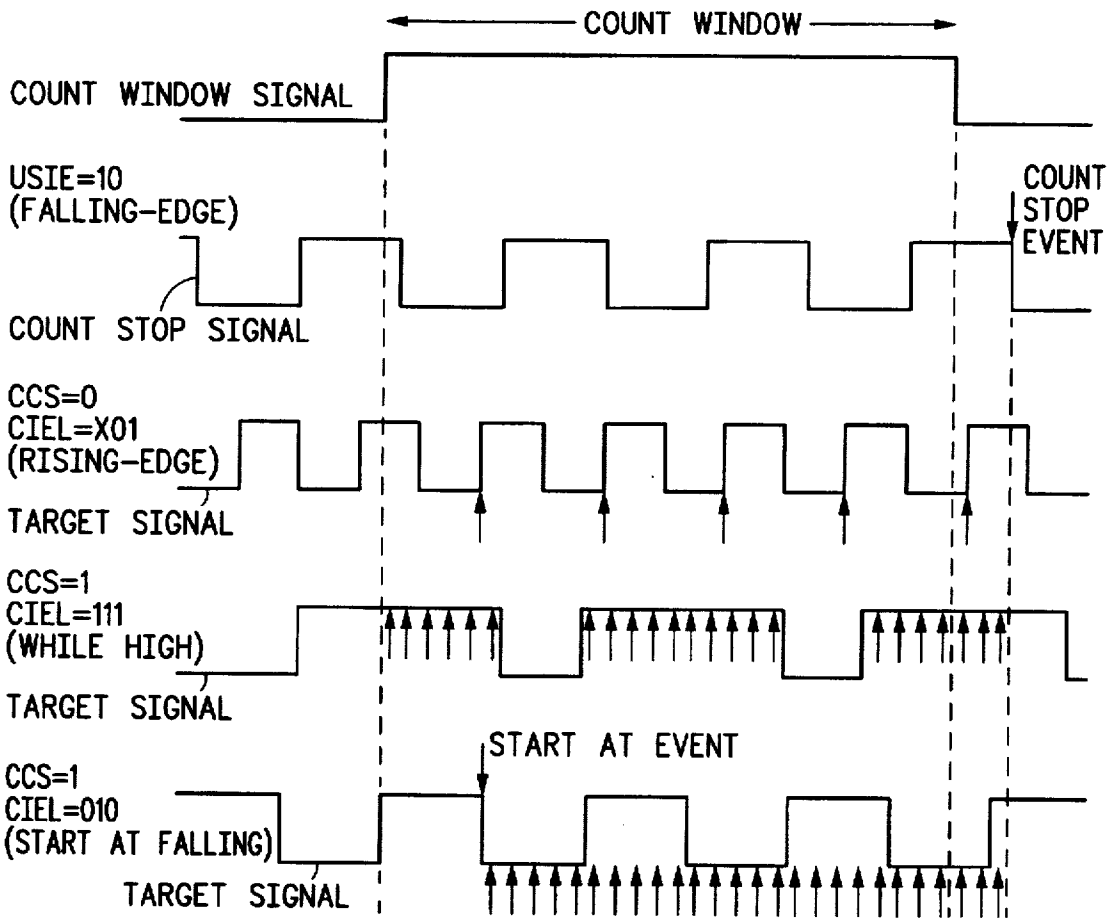 COUNT WINDOW
COUNT WINDOW SIGNAL
USIE=10
(FALLING-EDGE)
COUNT
STOP
EVENT
COUNT STOP SIGNAL
CCS=0
CIEL=X01
(RISING-EDGE)
TARGET SIGNAL
CCS=1
CIEL=111
(WHILE HIGH)
TARGET SIGNAL
START AT EVENT
CCS=1
CIEL=010
(START AT FALLING)
TARGET SIGNAL